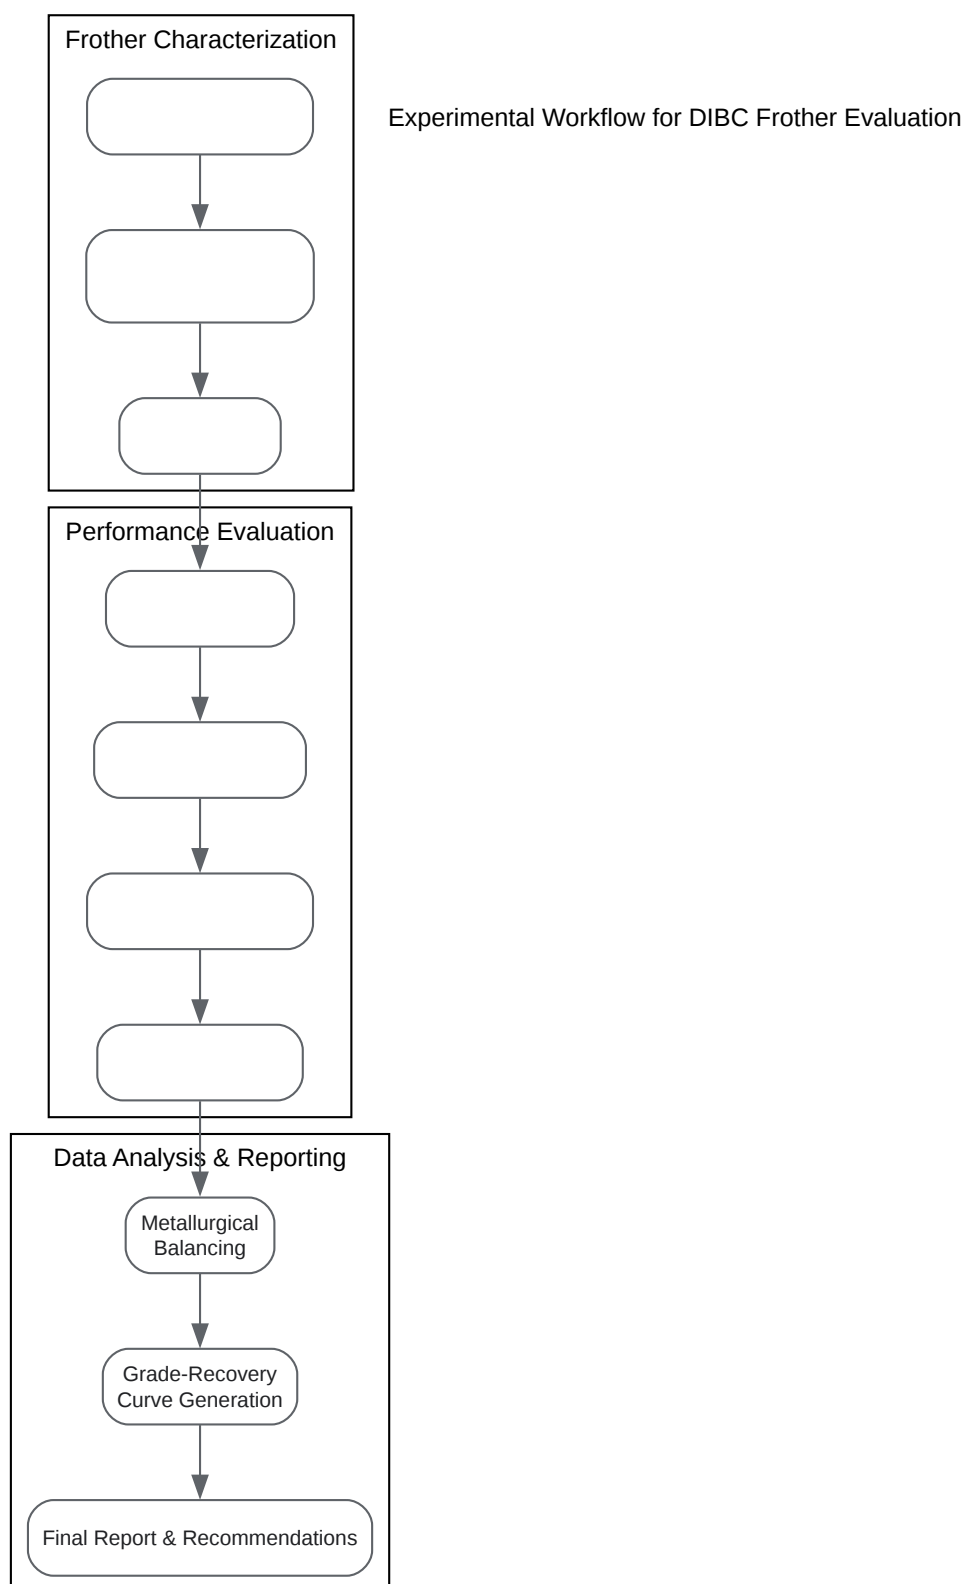 Frother Characterization
Experimental Workflow for DIBC Frother Evaluation
Performance Evaluation
Data Analysis & Reporting
Metallurgical
Balancing
Grade-Recovery
Curve Generation
Final Report & Recommendations